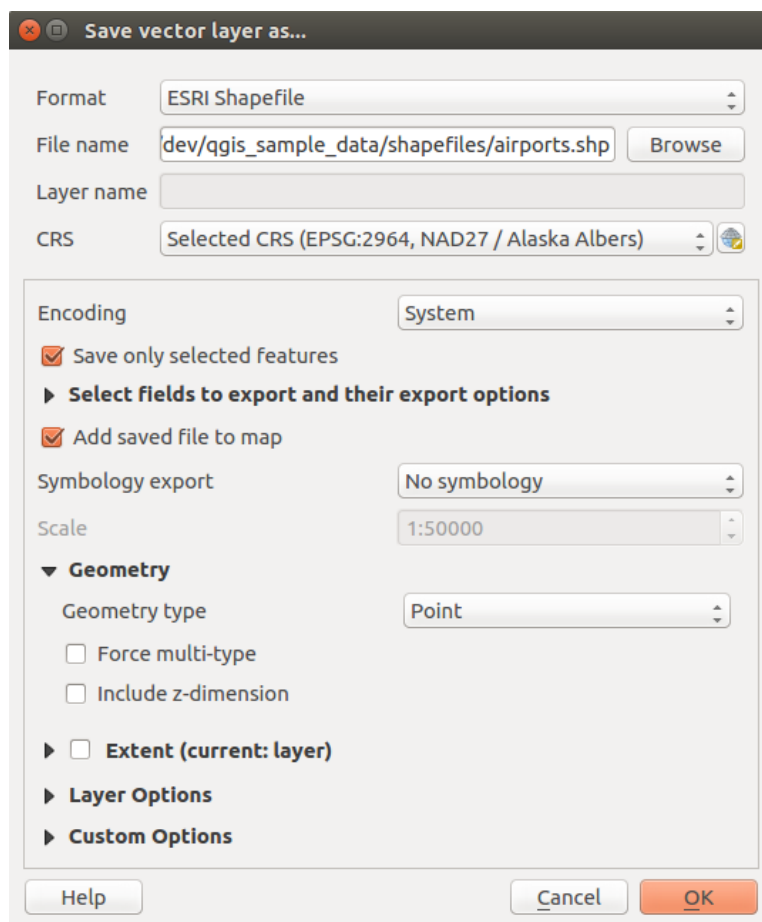 Save vector layer as...
Format ESRI Shapefile
File name dev/qgis_sample_data/shapefiles/airports.shp Browse
Layer name
CRS Selected CRS (EPSG:2964, NAD27 / Alaska Albers)
Encoding System
Save only selected features
Select fields to export and their export options
Add saved file to map
Symbology export No symbology
Scale 1:50000
Geometry
Geometry type Point
Force multi-type
Include z-dimension
Extent (current: layer)
Layer Options
Custom Options
Help Cancel OK